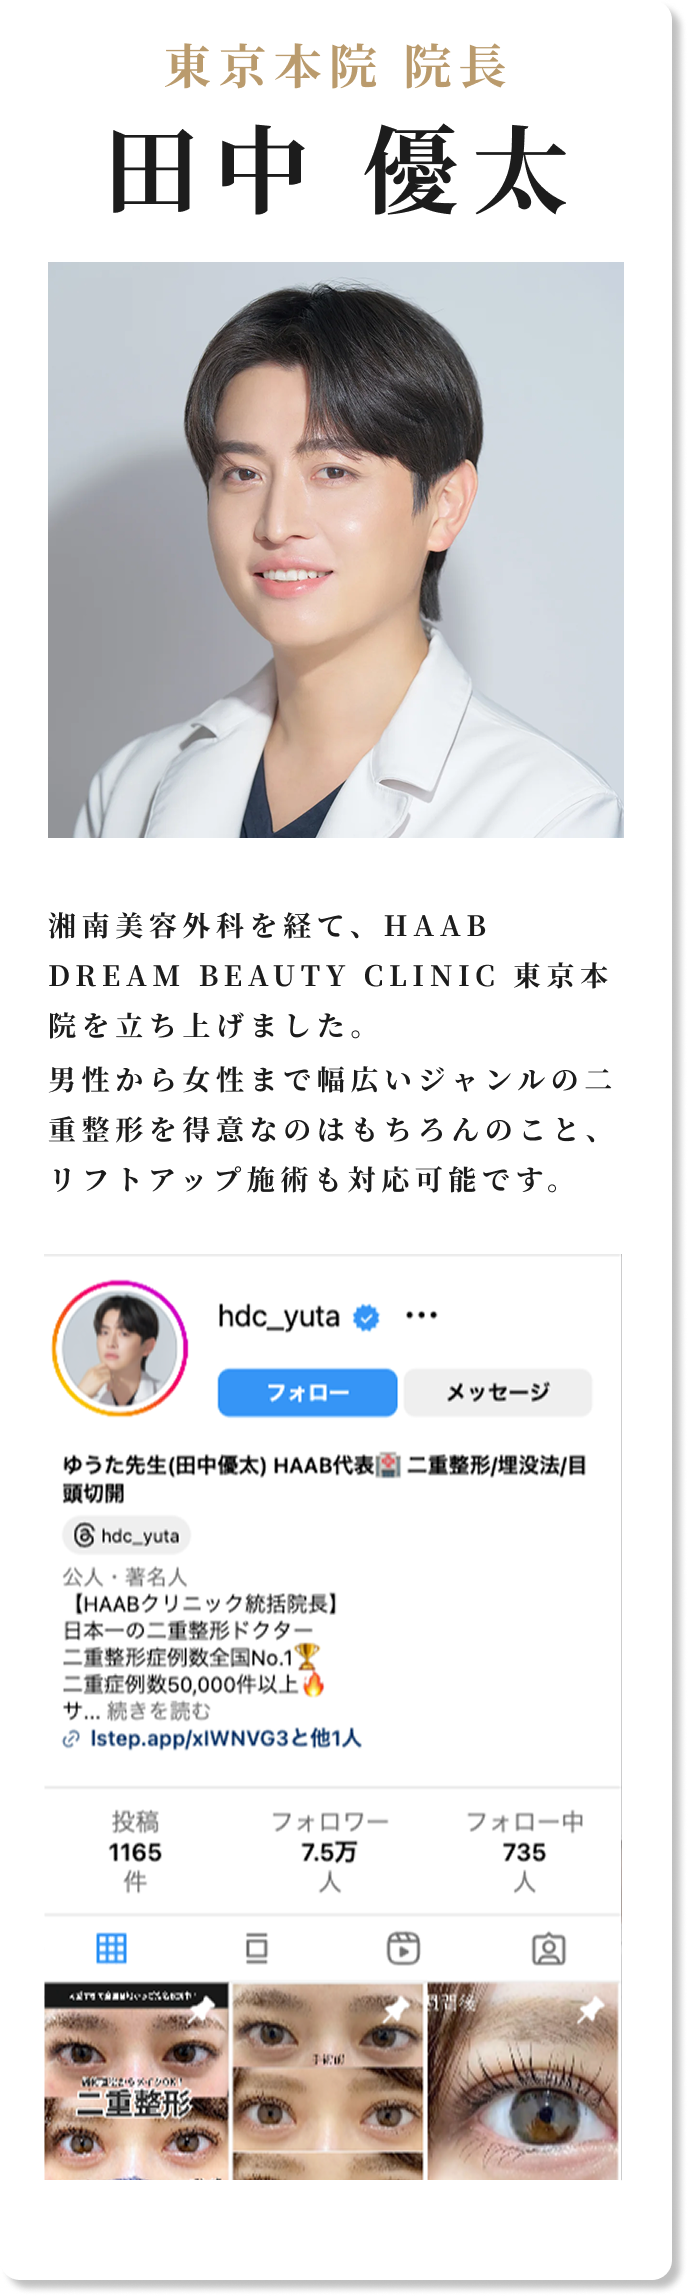 東京本院 院長
田中 優太
湘南美容外科を経て、HAAB
DREAM BEAUTY CLINIC 東京本
院を立ち上げました。
男性から女性まで幅広いジャンルの二
重整形を得意なのはもちろんのこと、
リフトアップ施術も対応可能です。
hdc_yuta
フォロー
メッセージ
ゆうた先生(田中優太) HAAB代表🏥 二重整形/埋没法/目
頭切開
hdc_yuta
公人・著名人
【HAABクリニック統括院長】
日本一の二重整形ドクター
二重整形症例数全国No.1🏆
二重症例数50,000件以上🔥
サ... 続きを読む
lstep.app/xIWNVG3と他1人
投稿 フォロワー フォロー中
1165 7.5万 735
件 人 人
二重整形